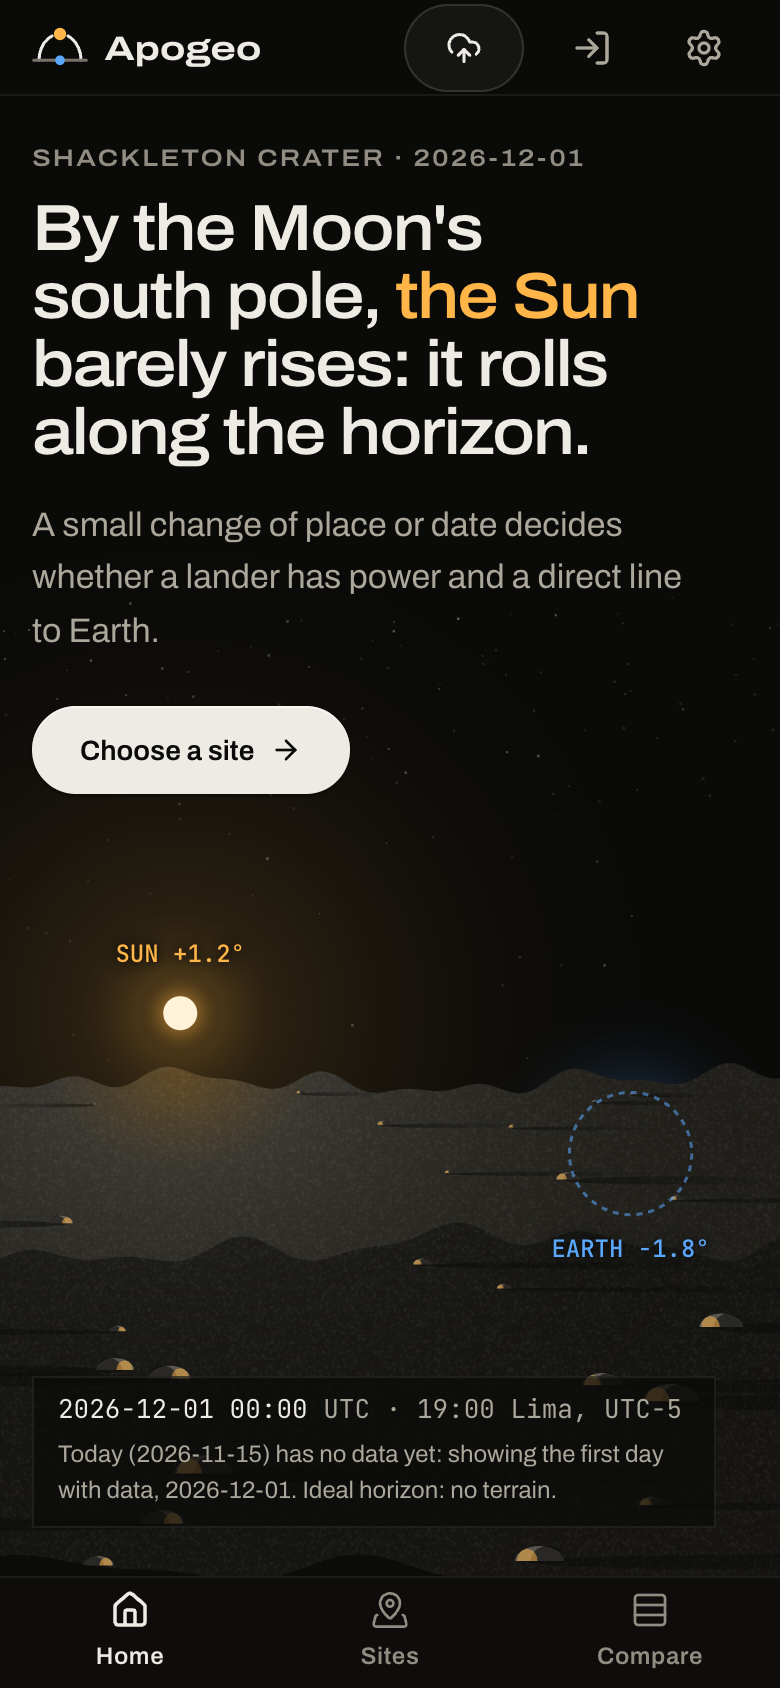 Apogeo
SHACKLETON CRATER · 2026-12-01
By the Moon's
south pole, the Sun
barely rises: it rolls
along the horizon.
A small change of place or date decides
whether a lander has power and a direct line
to Earth.
Choose a site →
SUN +1.2°
EARTH -1.8°
2026-12-01 00:00 UTC · 19:00 Lima, UTC-5
Today (2026-11-15) has no data yet: showing the first day
with data, 2026-12-01. Ideal horizon: no terrain.
Home Sites Compare